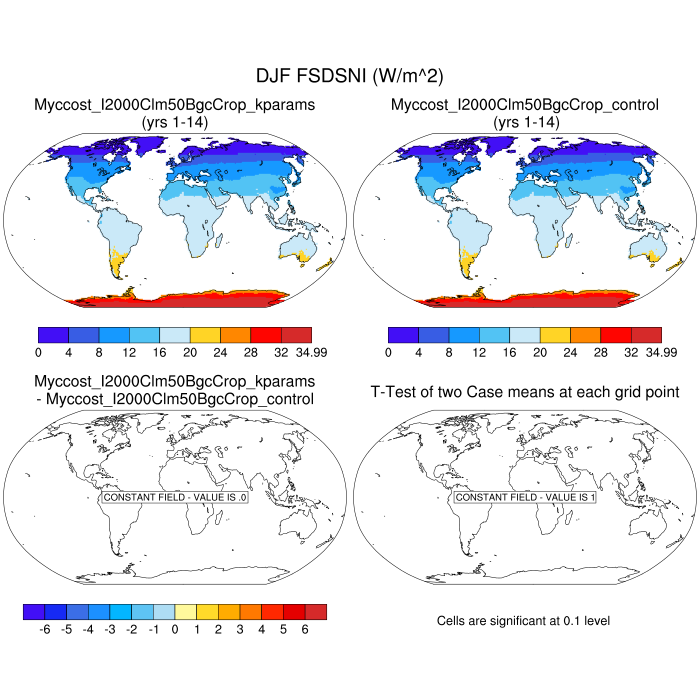 DJF FSDSNI (W/m^2)
Myccost_I2000Clm50BgcCrop_kparams
(yrs 1-14)
Myccost_I2000Clm50BgcCrop_control
(yrs 1-14)
0 4 8 12 16 20 24 28 32 34.99
0 4 8 12 16 20 24 28 32 34.99
Myccost_I2000Clm50BgcCrop_kparams
- Myccost_I2000Clm50BgcCrop_control
T-Test of two Case means at each grid point
CONSTANT FIELD - VALUE IS .0
CONSTANT FIELD - VALUE IS 1
-6 -5 -4 -3 -2 -1 0 1 2 3 4 5 6
Cells are significant at 0.1 level